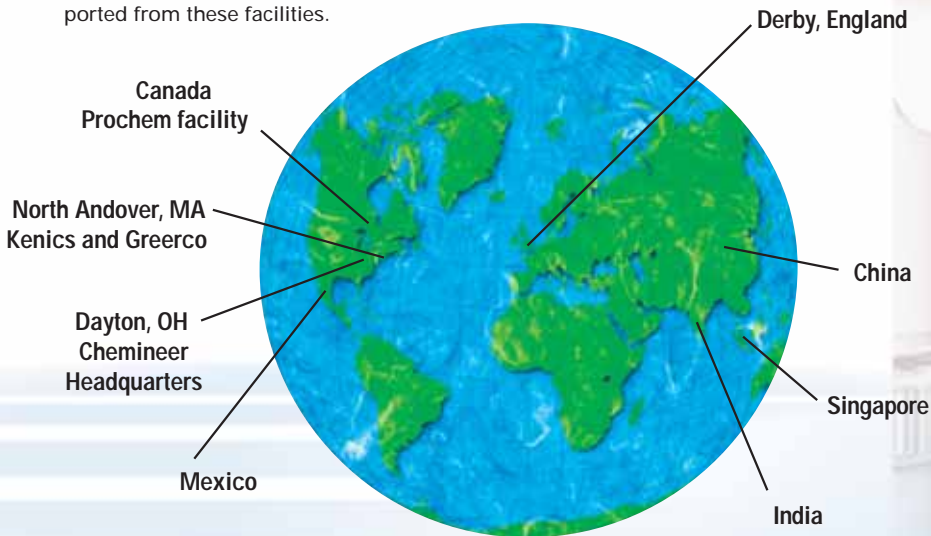 ported from these facilities.
Derby, England
Canada
Prochem facility
North Andover, MA
Kenics and Greerco
China
Dayton, OH
Chemineer
Headquarters
Singapore
Mexico
India